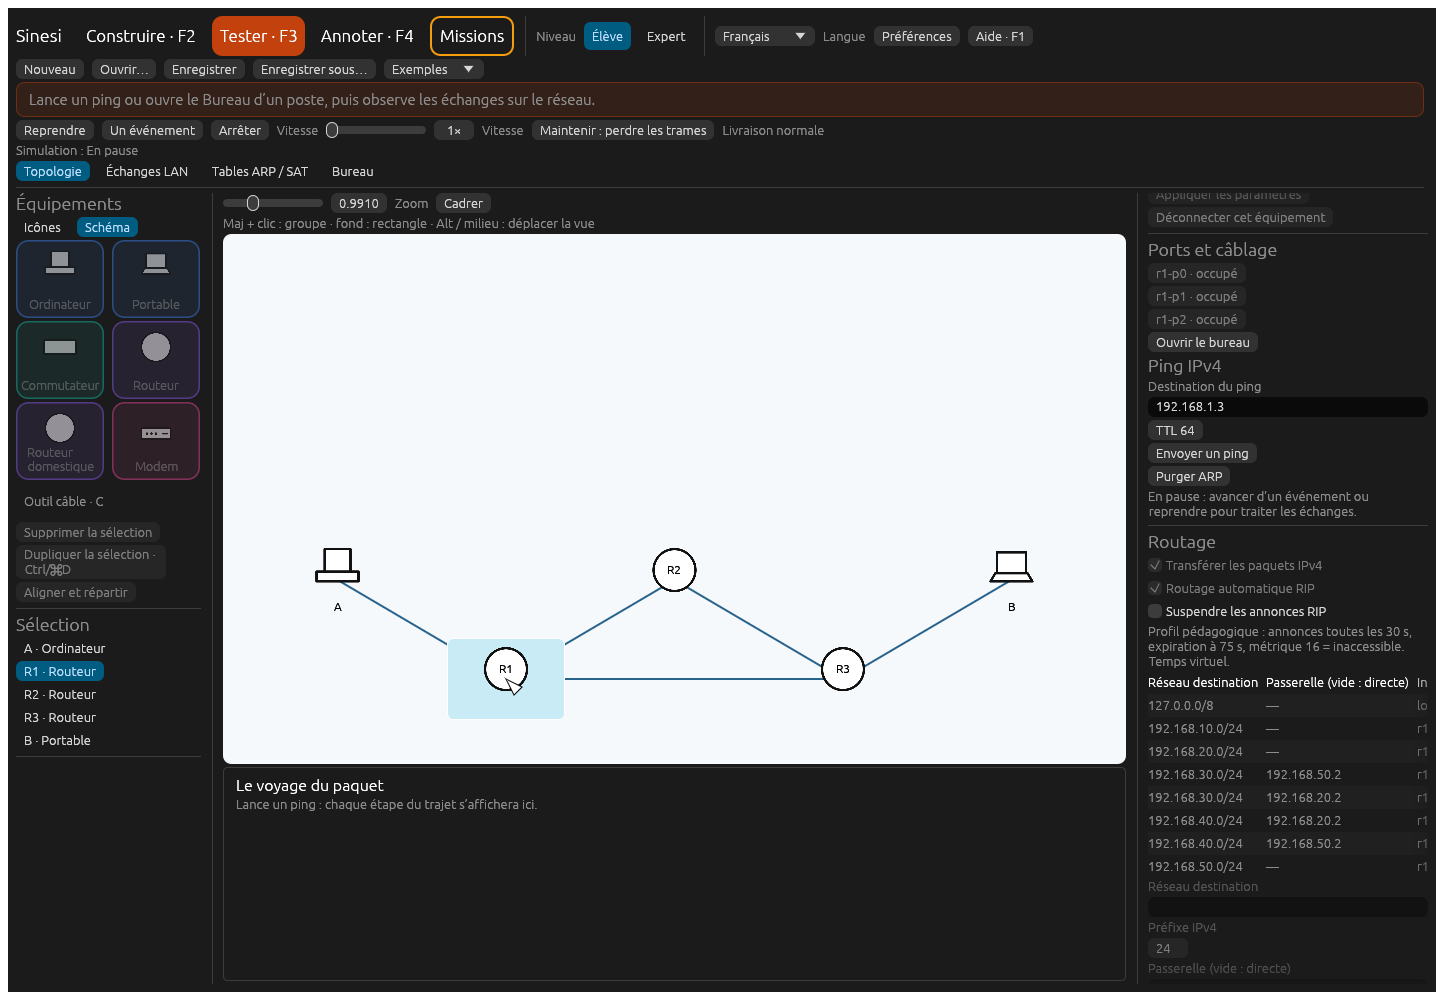 Sinesi Construire · F2 Tester · F3 Annoter · F4 Missions Niveau Élève Expert Français Langue Préférences Aide · F1
Nouveau Ouvrir… Enregistrer Enregistrer sous… Exemples
Lance un ping ou ouvre le Bureau d’un poste, puis observe les échanges sur le réseau.
Reprendre Un événement Arrêter Vitesse 1× Vitesse Maintenir : perdre les trames Livraison normale
Simulation : En pause
Topologie Échanges LAN Tables ARP / SAT Bureau
Équipements
Icônes Schéma
Ordinateur Portable
Commutateur Routeur
Routeur domestique Modem
Outil câble · C
Supprimer la sélection
Dupliquer la sélection ·
Ctrl/⌘D
Aligner et répartir
Sélection
A · Ordinateur
R1 · Routeur
R2 · Routeur
R3 · Routeur
B · Portable
0.9910 Zoom Cadrer
Maj + clic : groupe · fond : rectangle · Alt / milieu : déplacer la vue
R2
A
B
R1
R3
Le voyage du paquet
Lance un ping : chaque étape du trajet s’affichera ici.
Appliquer les paramètres
Déconnecter cet équipement
Ports et câblage
r1-p0 · occupé
r1-p1 · occupé
r1-p2 · occupé
Ouvrir le bureau
Ping IPv4
Destination du ping
192.168.1.3
TTL 64
Envoyer un ping
Purger ARP
En pause : avancer d’un événement ou
reprendre pour traiter les échanges.
Routage
Transférer les paquets IPv4
Routage automatique RIP
Suspendre les annonces RIP
Profil pédagogique : annonces toutes les 30 s,
expiration à 75 s, métrique 16 = inaccessible.
Temps virtuel.
Réseau destination Passerelle (vide : directe) In
127.0.0.0/8 — lo
192.168.10.0/24 — r1
192.168.20.0/24 — r1
192.168.30.0/24 192.168.50.2 r1
192.168.30.0/24 192.168.20.2 r1
192.168.40.0/24 192.168.20.2 r1
192.168.40.0/24 192.168.50.2 r1
192.168.50.0/24 — r1
Réseau destination
Préfixe IPv4
24
Passerelle (vide : directe)